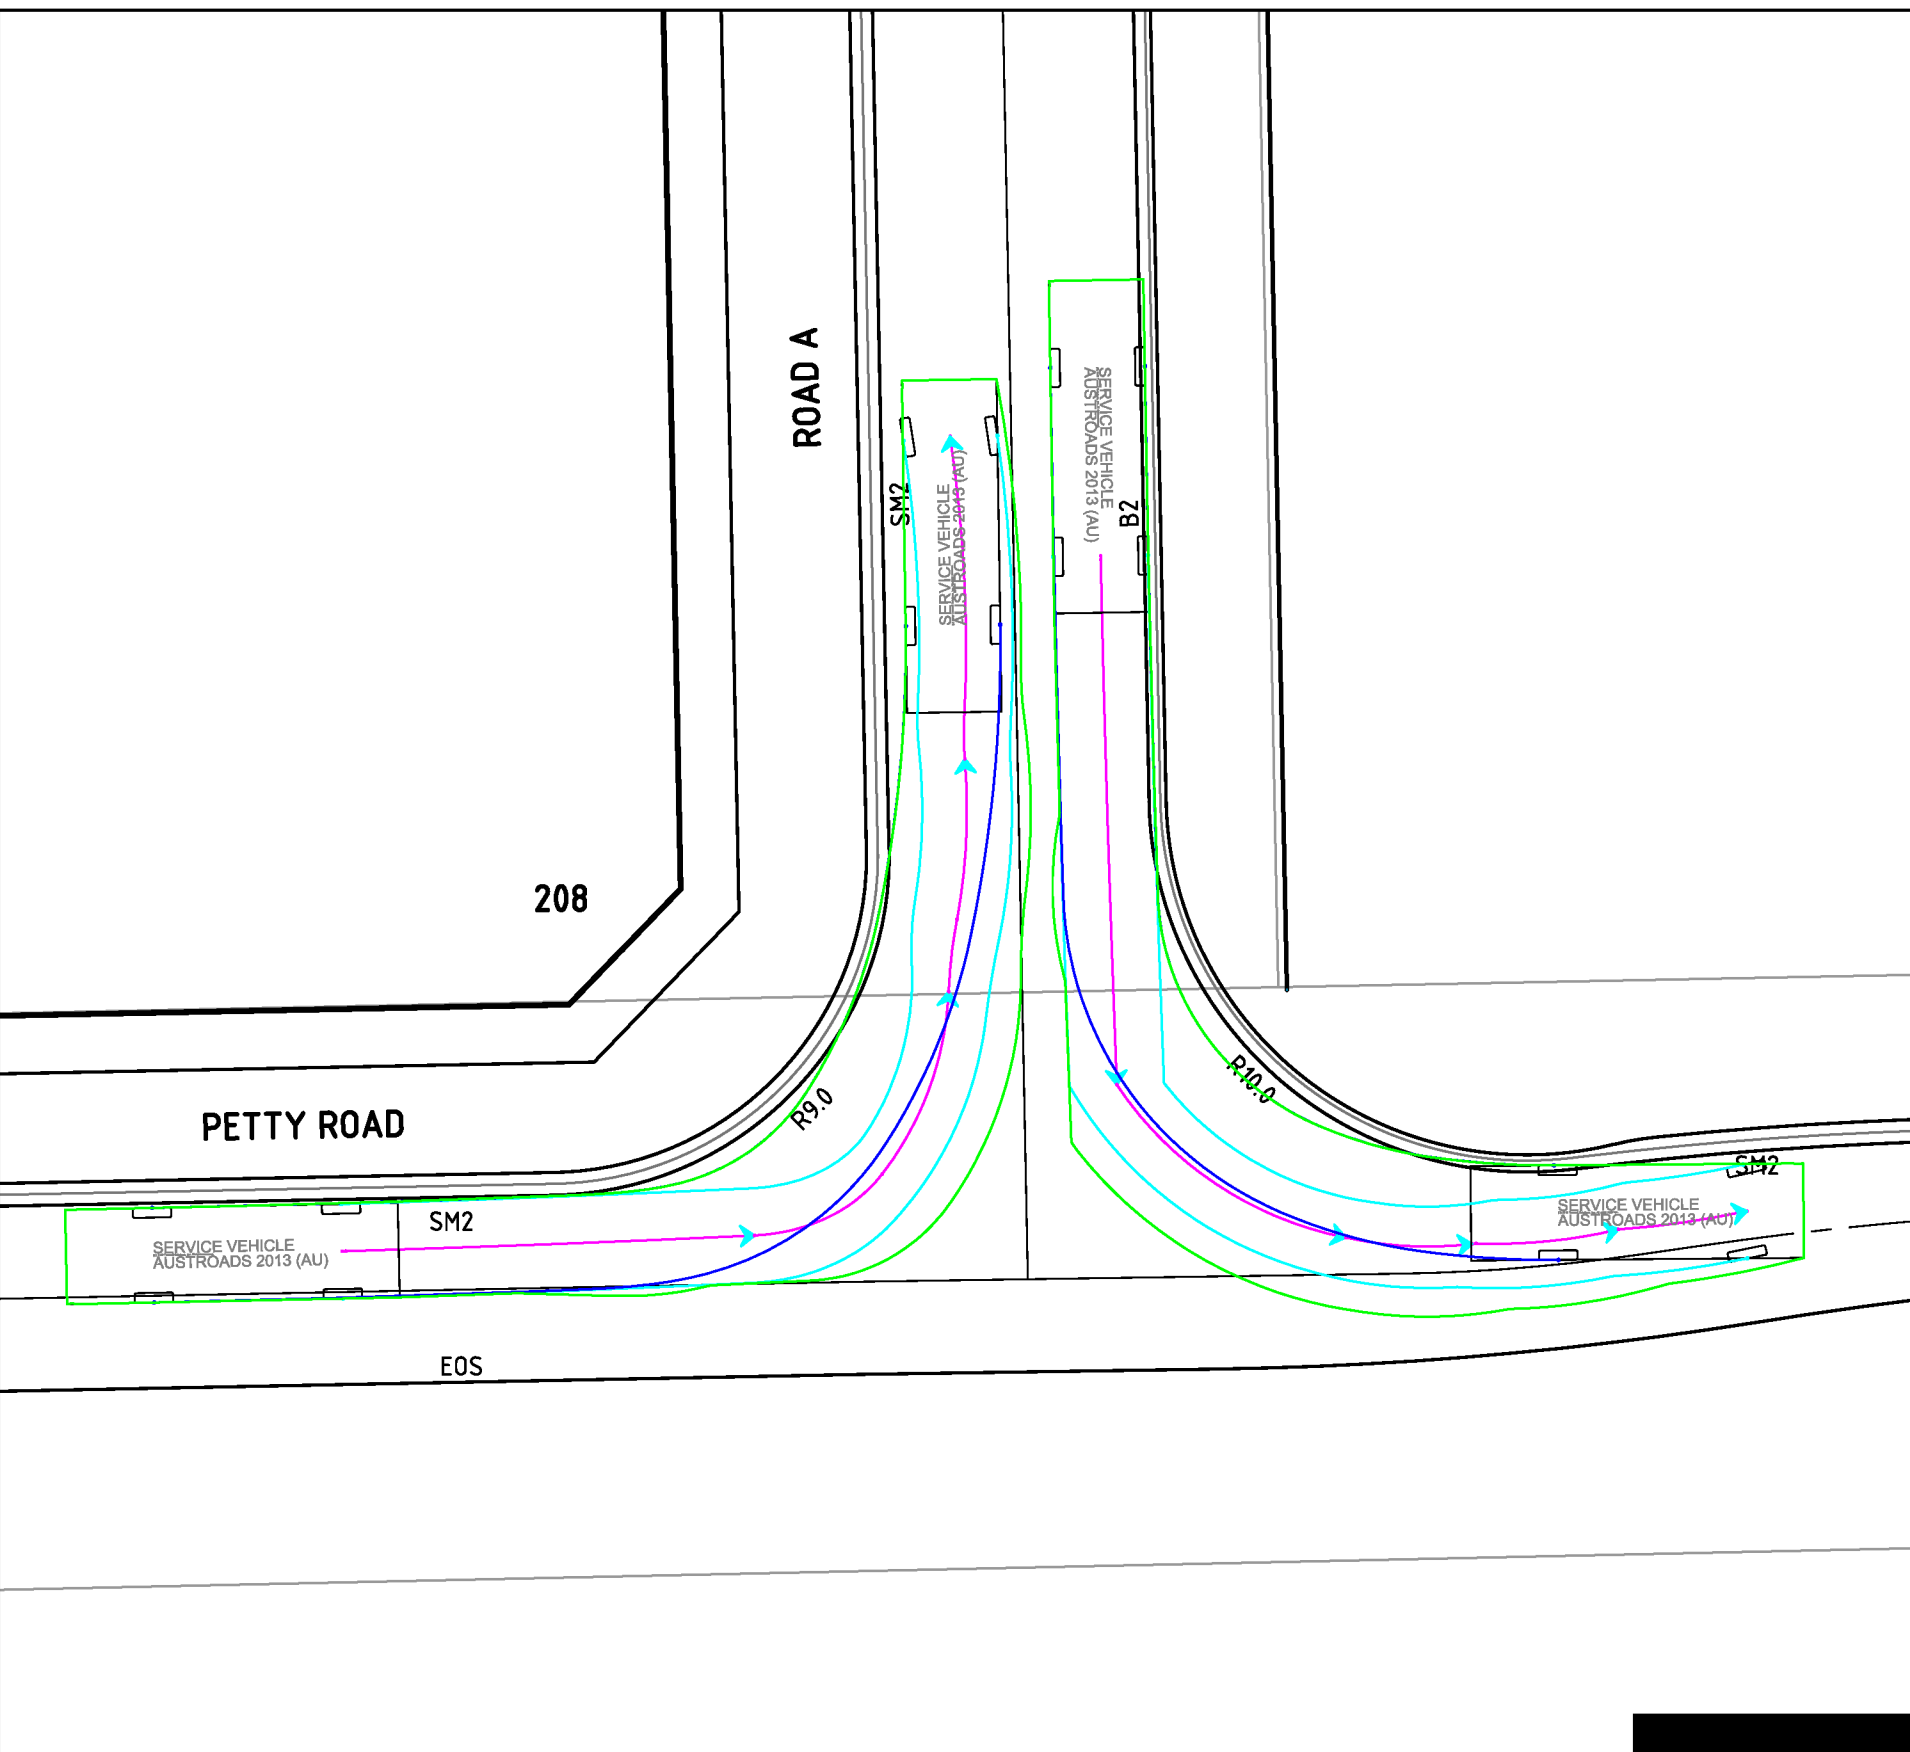 ROAD A
SM2
SERVICE VEHICLE
AUSTROADS 2013 (AU)
SERVICE VEHICLE
AUSTROADS 2013 (AU)
B2
208
PETTY ROAD
R9.0
R10.0
SM2
SERVICE VEHICLE
AUSTROADS 2013 (AU)
SM2
SERVICE VEHICLE
AUSTROADS 2013 (AU)
EOS